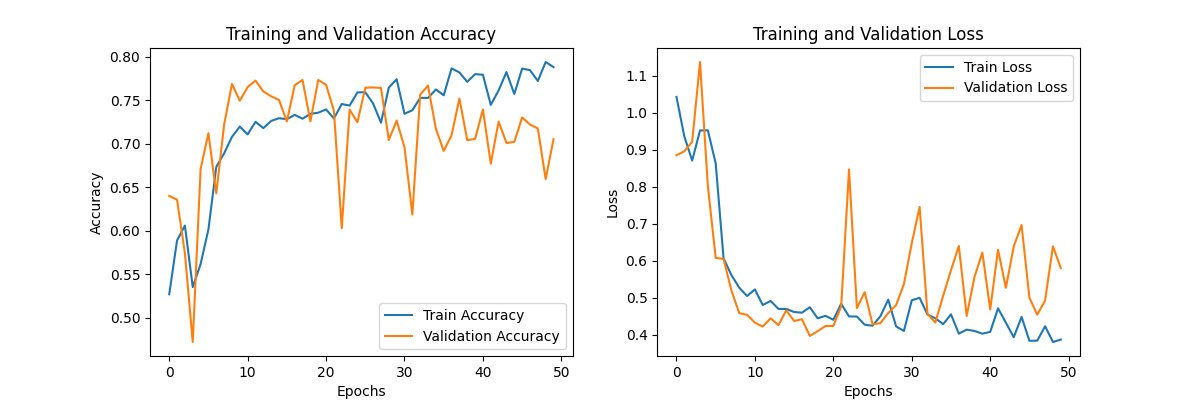 Training and Validation Accuracy
0.80
0.75
0.70
0.65
0.60
0.55
0.50
Accuracy
0
10
20
30
40
50
Epochs
Train Accuracy
Validation Accuracy
Training and Validation Loss
1.1
1.0
0.9
0.8
0.7
0.6
0.5
0.4
Loss
0
10
20
30
40
50
Epochs
Train Loss
Validation Loss